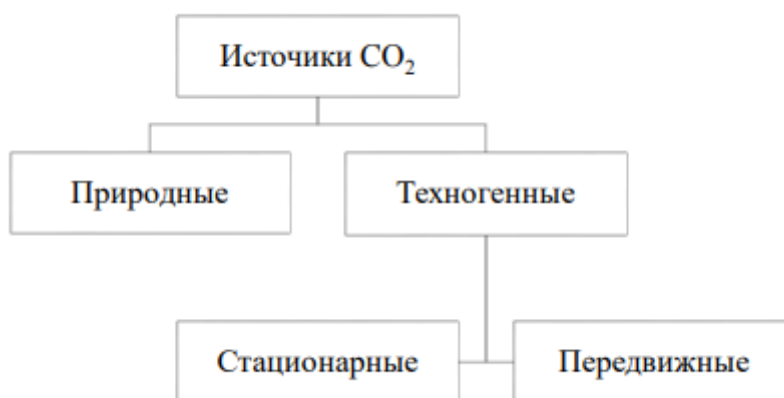 Источики CO₂
Природные
Техногенные
Стационарные
Передвижные